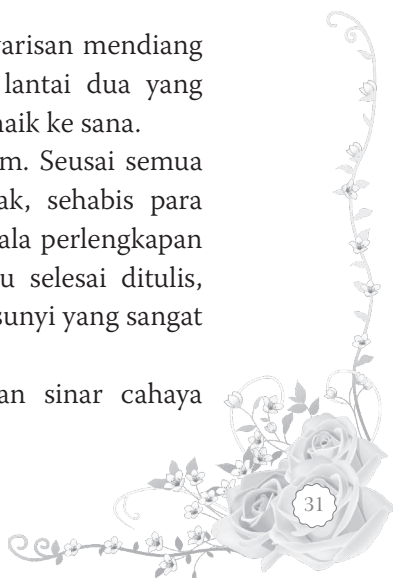 arisan mendiang
lantai dua yang
naik ke sana.
m. Seusai semua
ak, sehabis para
ala perlengkapan
u selesai ditulis,
sunyi yang sangat
an sinar cahaya
31